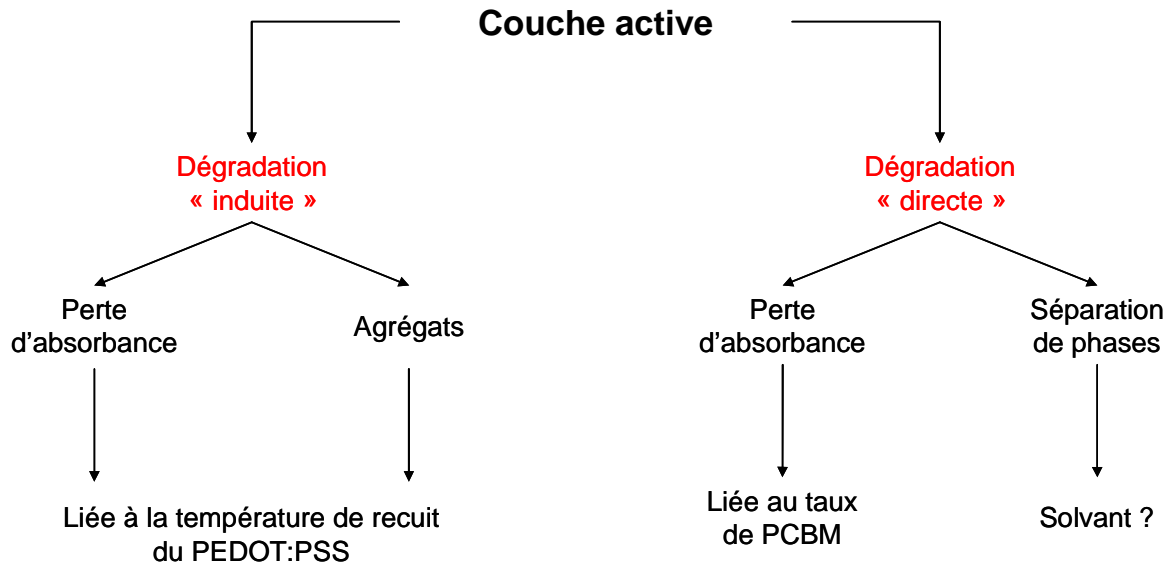 Couche active
Dégradation
« induite »
Dégradation
« directe »
Perte
d'absorbance
Agrégats
Perte
d'absorbance
Séparation
de phases
Liée à la température de recuit
du PEDOT:PSS
Liée au taux
de PCBM
Solvant ?